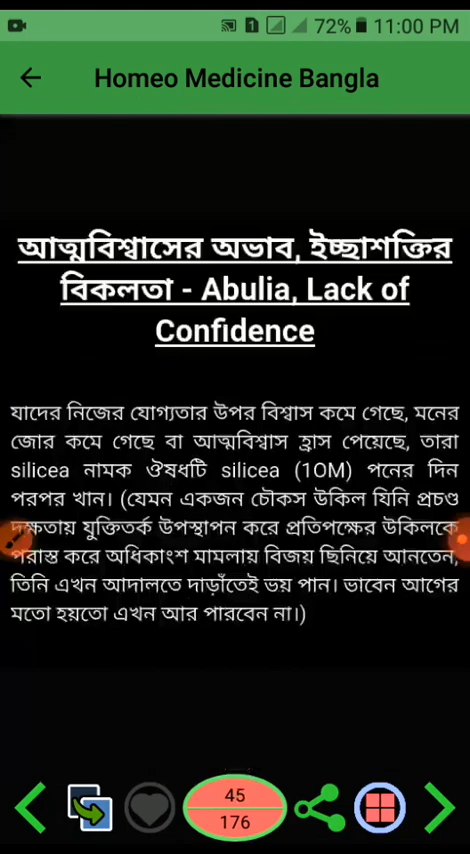 1 72% 11:00 PM
Homeo Medicine Bangla
আত্মবিশ্বাসের অভাব, ইচ্ছাশক্তির
বিকলতা - Abulia, Lack of
Confidence
যাদের নিজের যোগ্যতার উপর বিশ্বাস কমে গেছে, মনের
জোর কমে গেছে বা আত্মবিশ্বাস হ্রাস পেয়েছে, তারা
silicea নামক ঔষধটি silicea (1OM) পনের দিন
পরপর খান। (যেমন একজন চৌকস উকিল যিনি প্রচণ্ড
দক্ষতায় যুক্তিতর্ক উপস্থাপন করে প্রতিপক্ষের উকিলকে
পরাস্ত করে অধিকাংশ মামলায় বিজয় ছিনিয়ে আনতেন,
তিনি এখন আদালতে দাড়াঁতেই ভয় পান। ভাবেন আগের
মতো হয়তো এখন আর পারবেন না।)
45
176